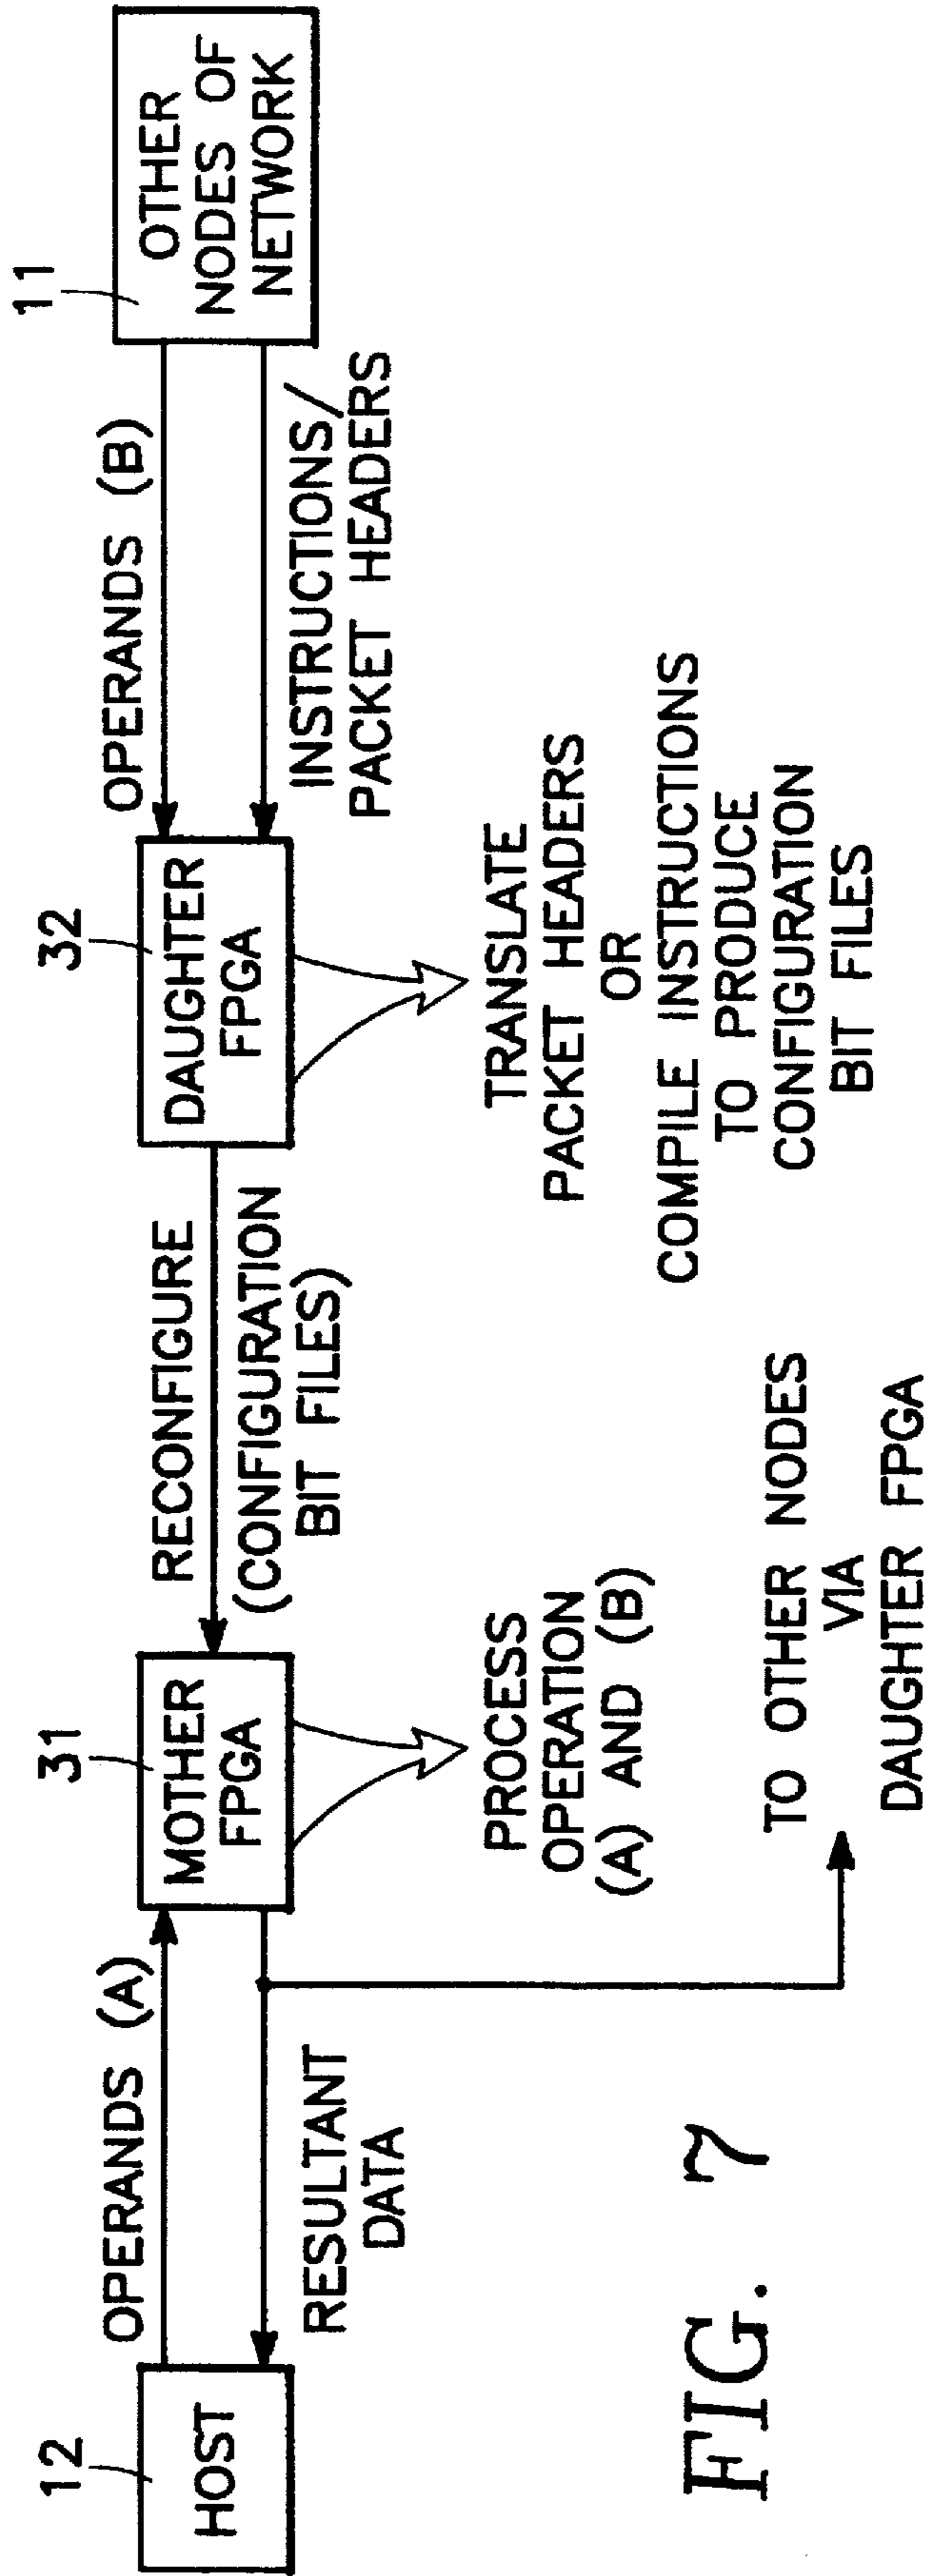 12
HOST
OPERANDS (A)
RESULTANT
DATA
31
MOTHER
FPGA
PROCESS
OPERATION
(A) AND (B)
TO OTHER NODES
VIA
DAUGHTER FPGA
RECONFIGURE
(CONFIGURATION
BIT FILES)
32
DAUGHTER
FPGA
TRANSLATE
PACKET HEADERS
OR
COMPILE INSTRUCTIONS
TO PRODUCE
CONFIGURATION
BIT FILES
OPERANDS (B)
INSTRUCTIONS/
PACKET HEADERS
11
OTHER
NODES OF
NETWORK
FIG. 7